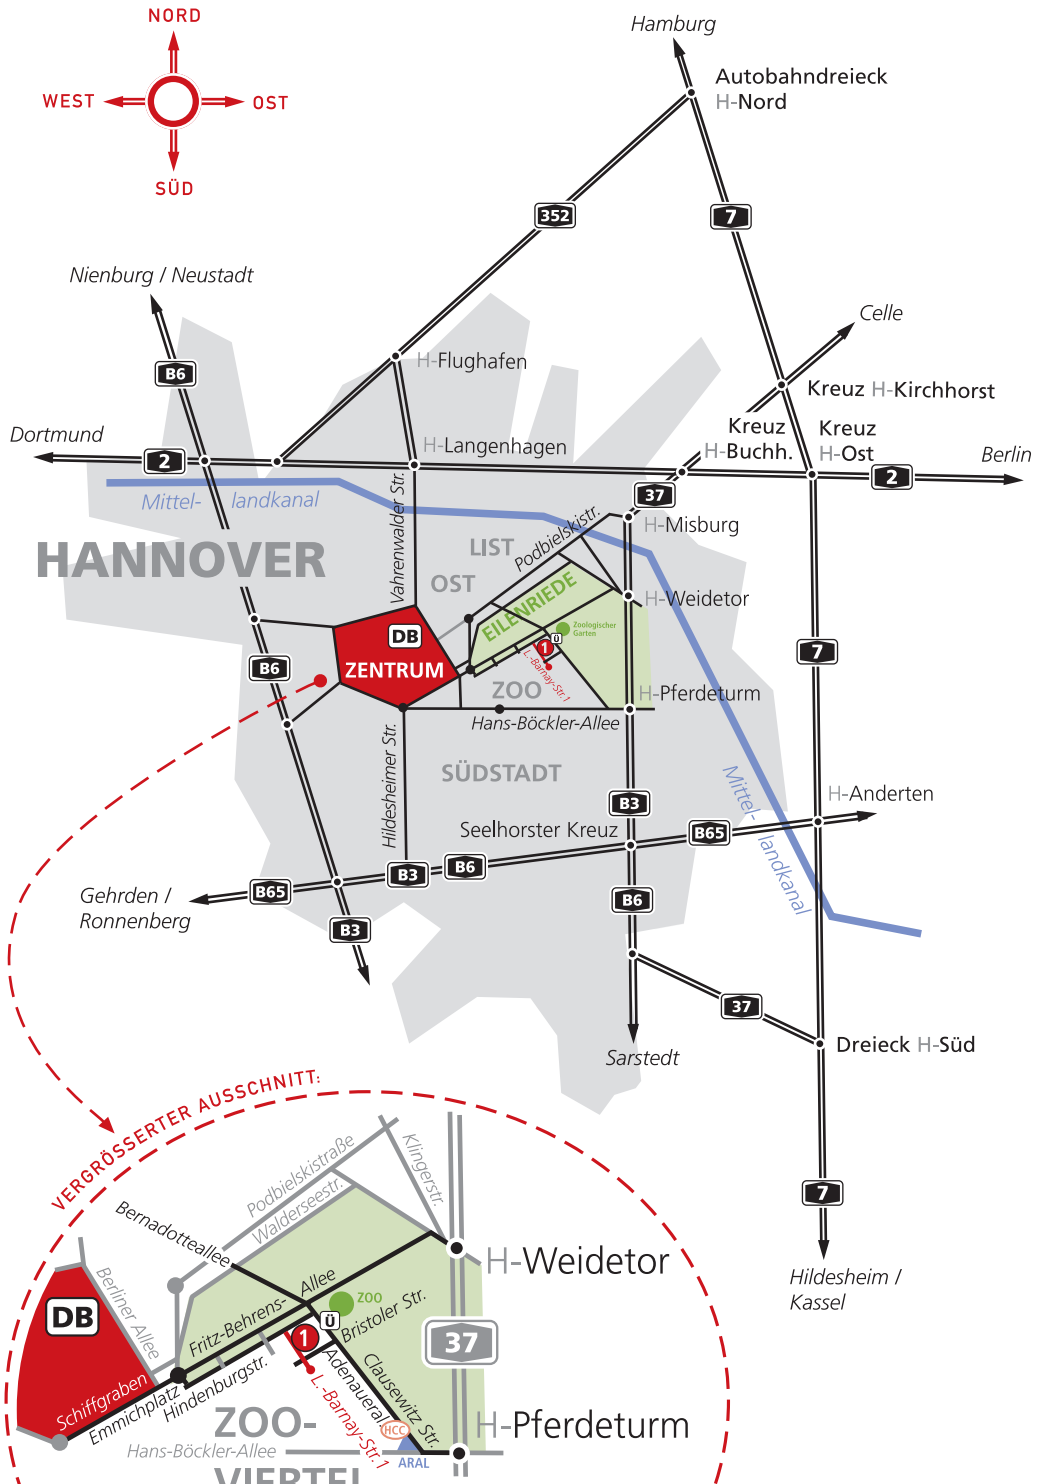 NORD
WEST
OST
SÜD
Hamburg
Autobahndreieck
H-Nord
352
7
Nienburg / Neustadt
B6
Celle
H-Flughafen
Kreuz H-Kirchhorst
Dortmund
2
H-Langenhagen
Kreuz
H-Buchh.
Kreuz
H-Ost
Berlin
2
37
Mittel- landkanal
Vahrenwalder Str.
Podbielskistr.
H-Misburg
HANNOVER
LIST
OST
EILENRIEDE
H-Weidetor
DB
ZENTRUM
Zoologischer
Garten
Ü
1
L.-Barnay-Str.1
7
B6
ZOO
H-Pferdeturm
Hans-Böckler-Allee
Hildesheimer Str.
SÜDSTADT
Mittel- landkanal
H-Anderten
B3
Seelhorster Kreuz
B65
B3
B6
B65
Gehrden /
Ronnenberg
B6
B3
37
Sarstedt
Dreieck H-Süd
7
Hildesheim /
Kassel
VERGRÖSSERTER AUSSCHNITT:
Podbielskistraße
Klingerstr.
Walderseestr.
Bernadotteallee
Berliner Allee
H-Weidetor
DB
Fritz-Behrens- Allee
ZOO
Ü
Bristoler Str.
1
37
Hindenburgstr.
Adenaueral
Clausewitz Str.
Schiffgraben
Emmichplatz
L.-Barnay-Str.1
ZOO-
HCC
H-Pferdeturm
Hans-Böckler-Allee
ARAL
VIERTEL